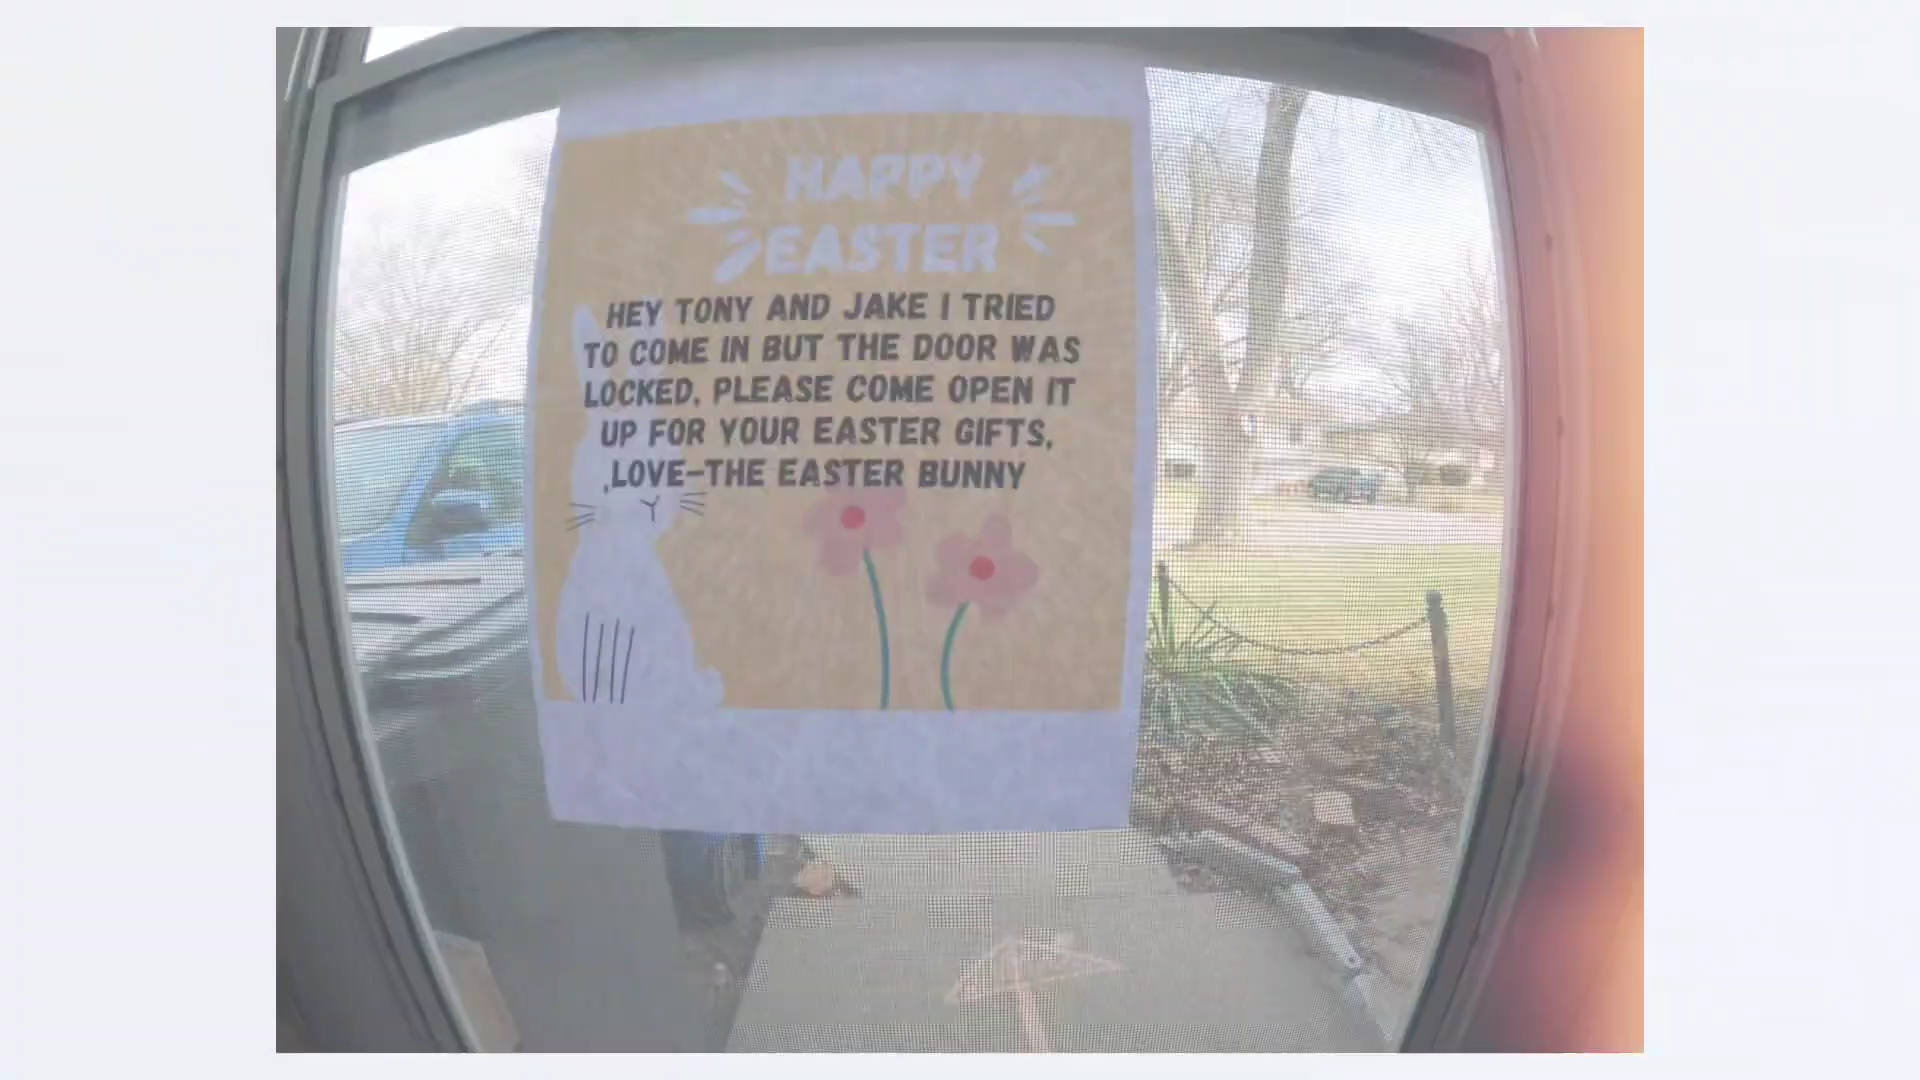 HAPPY
EASTER
HEY TONY AND JAKE I TRIED
TO COME IN BUT THE DOOR WAS
LOCKED, PLEASE COME OPEN IT
UP FOR YOUR EASTER GIFTS,
,LOVE-THE EASTER BUNNY